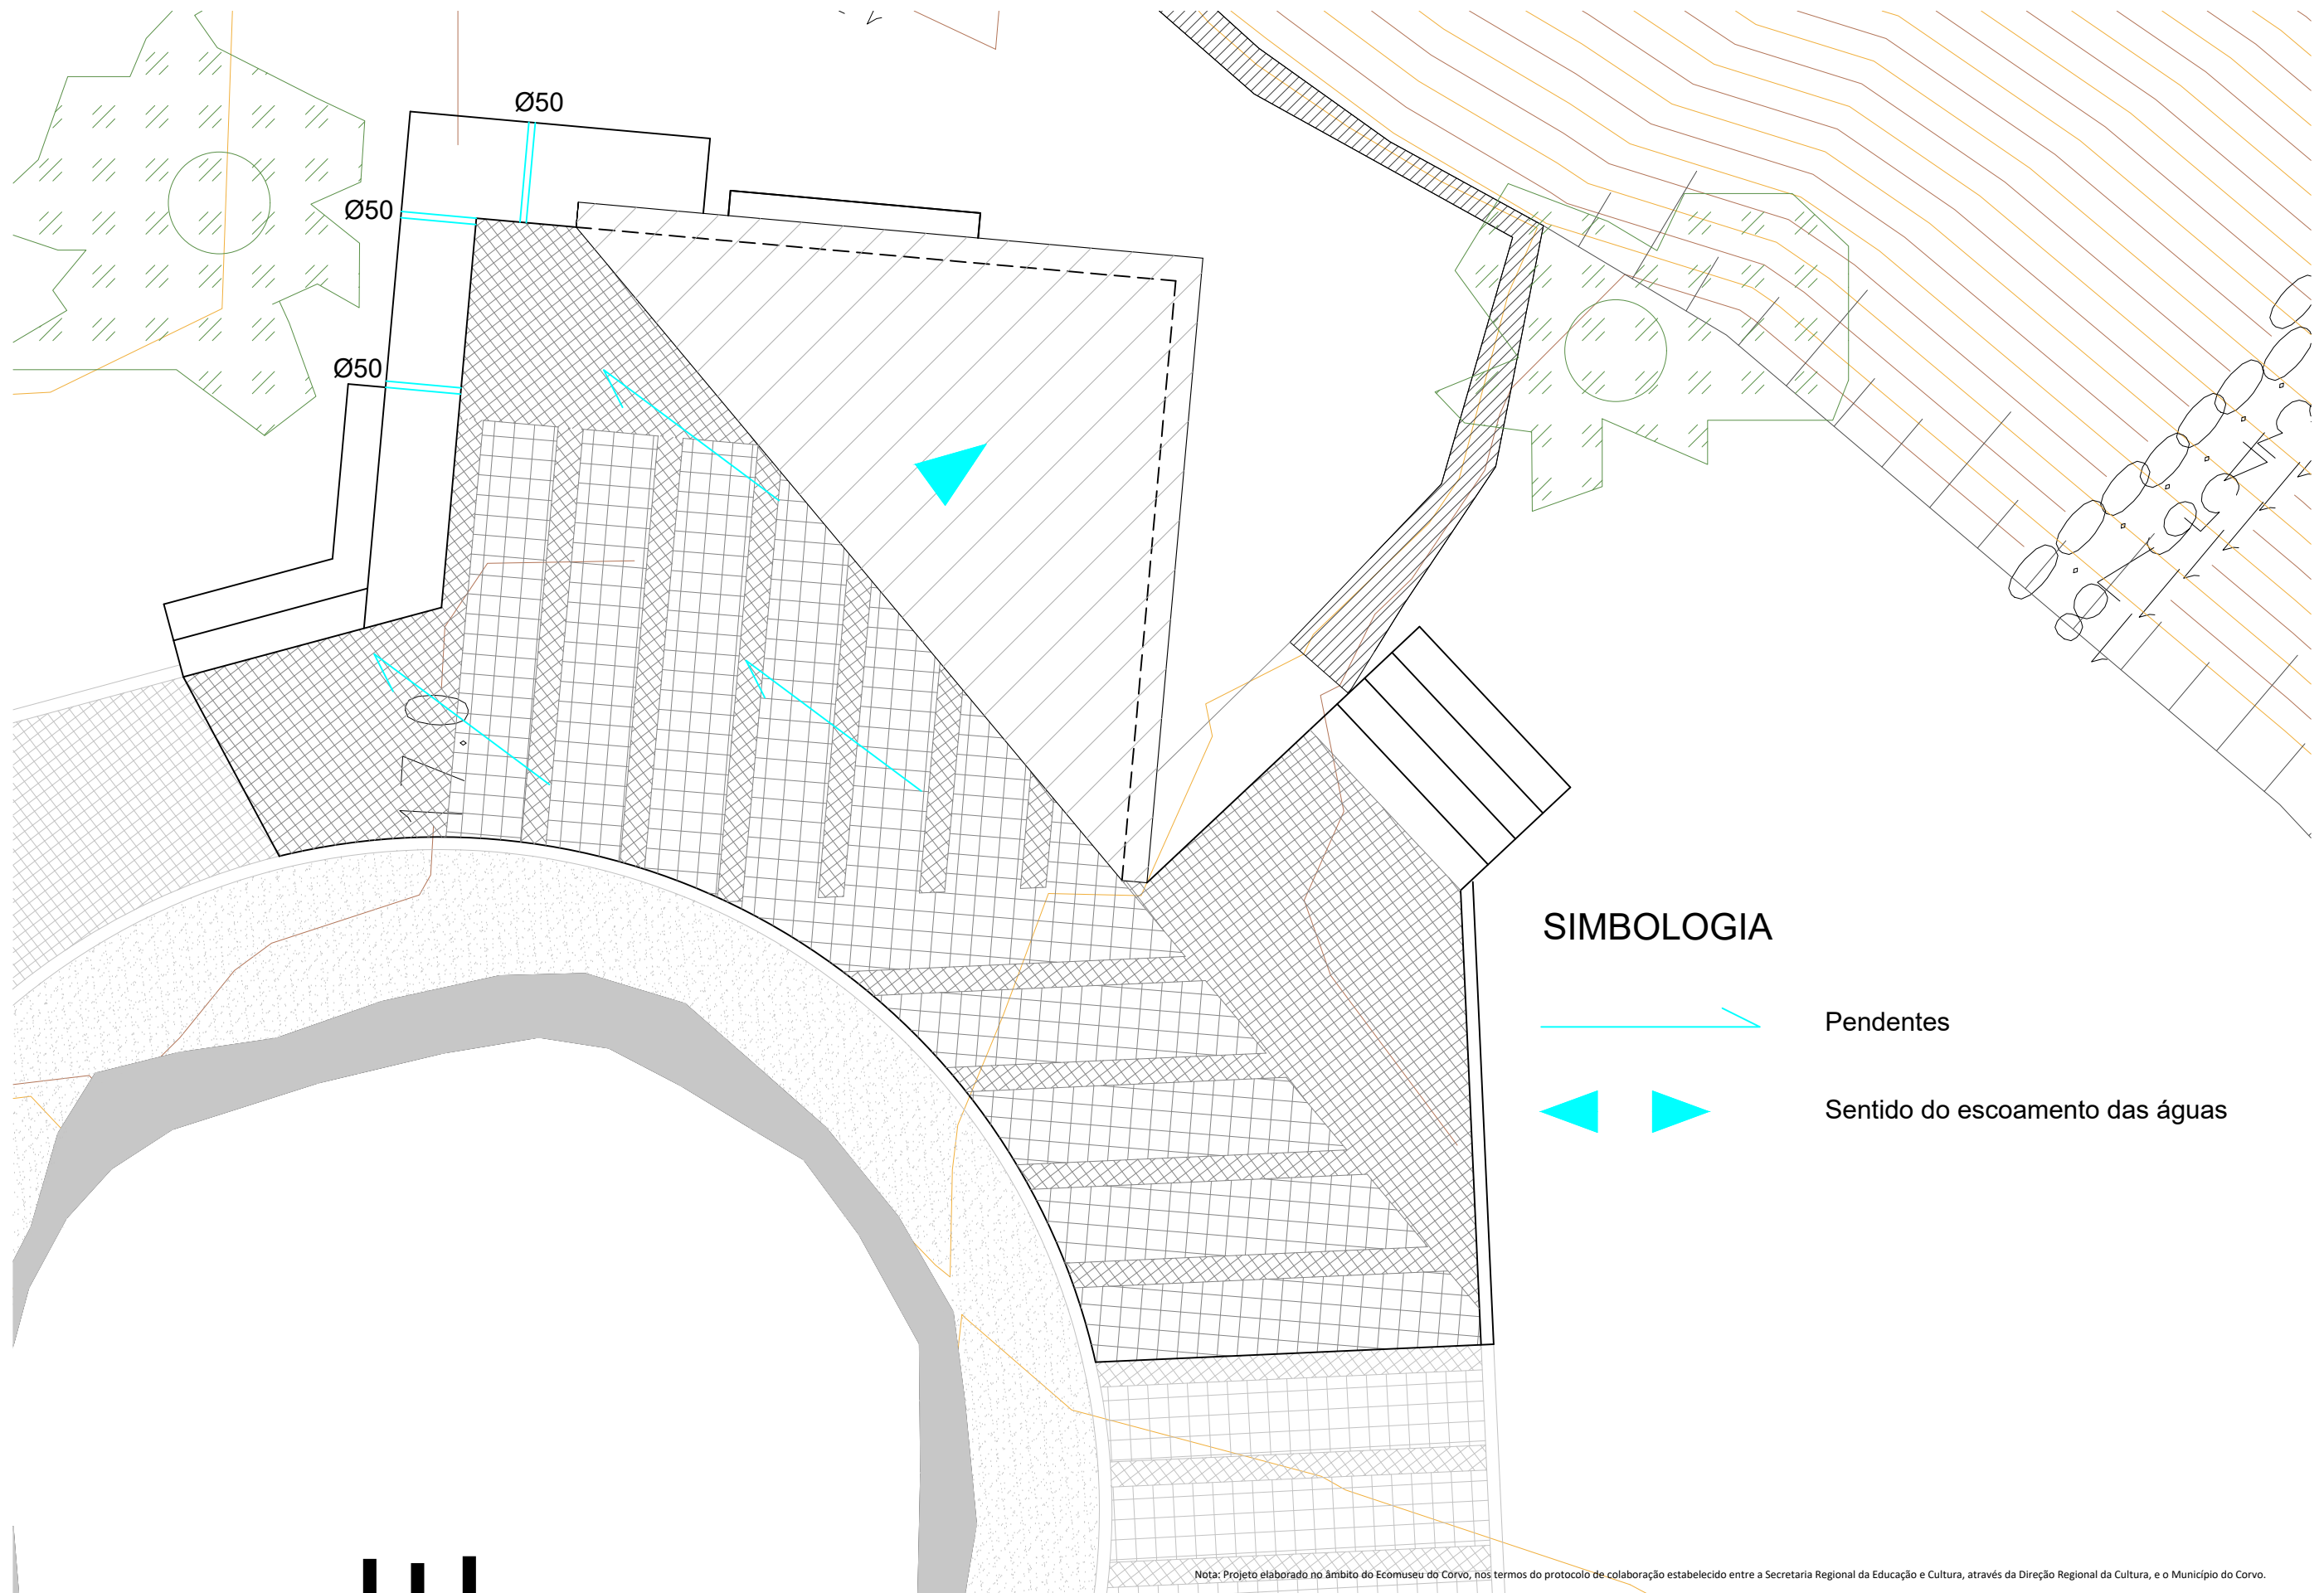 Ø50
Ø50
Ø50
SIMBOLOGIA
Pendentes
Sentido do escoamento das águas
Nota: Projeto elaborado no âmbito do Ecomuseu do Corvo, nos termos do protocolo de colaboração estabelecido entre a Secretaria Regional da Educação e Cultura, através da Direção Regional da Cultura, e o Município do Corvo.